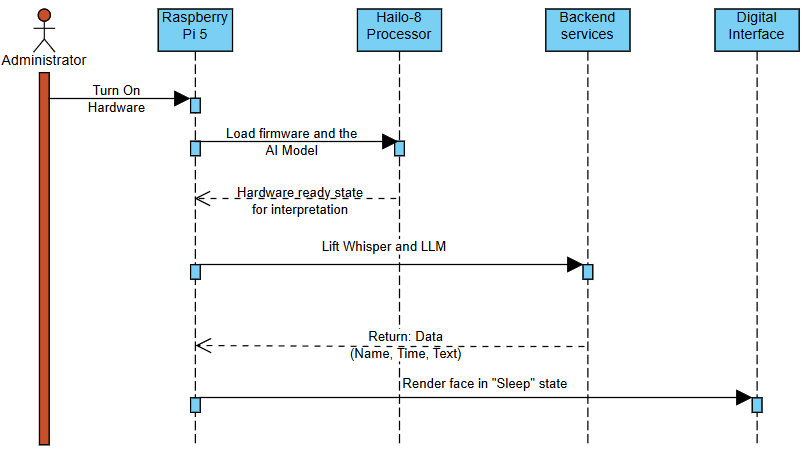 Administrator
Raspberry
Pi 5
Hailo-8
Processor
Backend
services
Digital
Interface
Turn On
Hardware
Load firmware and the
AI Model
Hardware ready state
for interpretation
Lift Whisper and LLM
Return: Data
(Name, Time, Text)
Render face in "Sleep" state